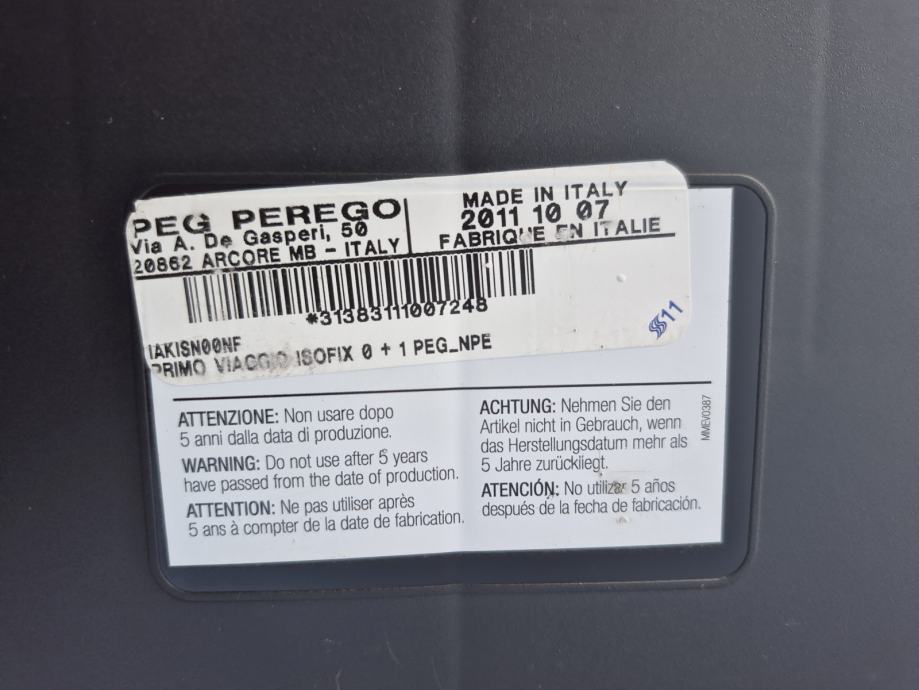 PEG PEREGO
Via A. De Gasperi, 50
20862 ARCORE MB - ITALY
MADE IN ITALY
2011 10 07
FABRIQUE EN ITALIE
*31383111007248
S11
IAKISN00NF
PRIMO VIAGGIO ISOFIX 0 + 1 PEG_NPE
ATTENZIONE: Non usare dopo
5 anni dalla data di produzione.
WARNING: Do not use after 5 years
have passed from the date of production.
ATTENTION: Ne pas utiliser après
5 ans à compter de la date de fabrication.
ACHTUNG: Nehmen Sie den
Artikel nicht in Gebrauch, wenn
das Herstellungsdatum mehr als
5 Jahre zurückliegt.
ATENCIÓN: No utilizar 5 años
después de la fecha de fabricación.
MMEV0387